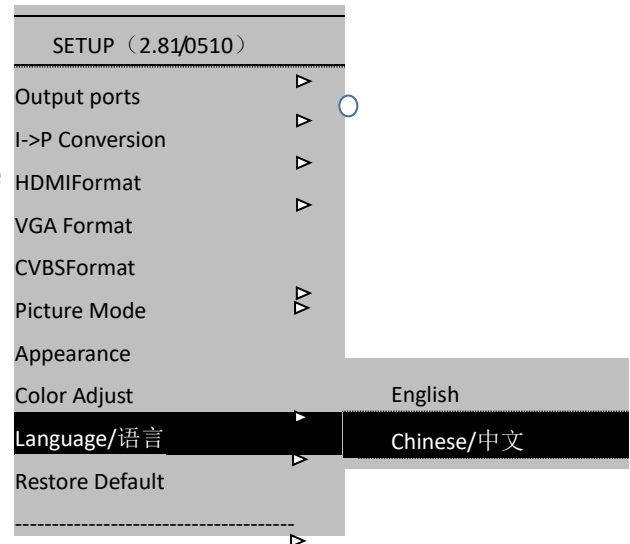 SETUP（2.81/0510）
Output ports
I->P Conversion
HDMIFormat
VGA Format
CVBSFormat
Picture Mode
Appearance
Color Adjust
English
Language/语言
Chinese/中文
Restore Default
--------------------------------------